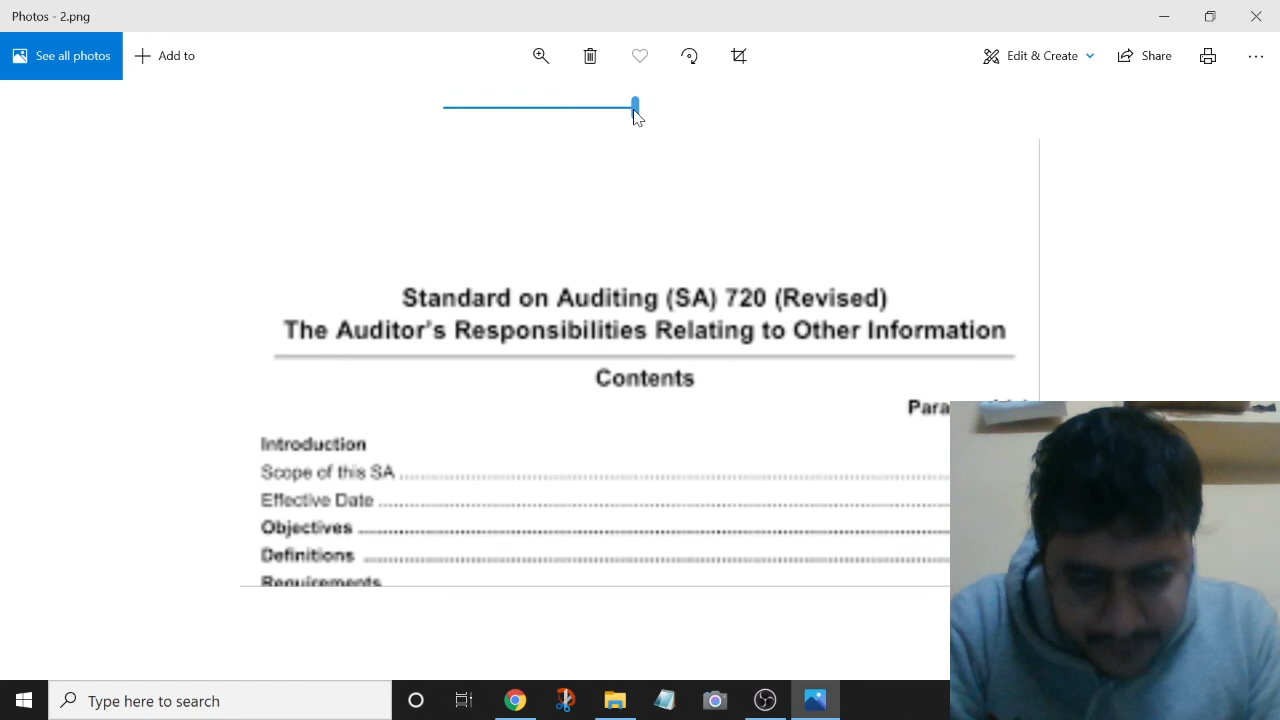 Photos - 2.png
See all photos
Add to
Edit & Create
Share
Standard on Auditing (SA) 720 (Revised)
The Auditor's Responsibilities Relating to Other Information
Contents
Para
Introduction
Scope of this SA
Effective Date
Objectives
Definitions
Requirements
Type here to search